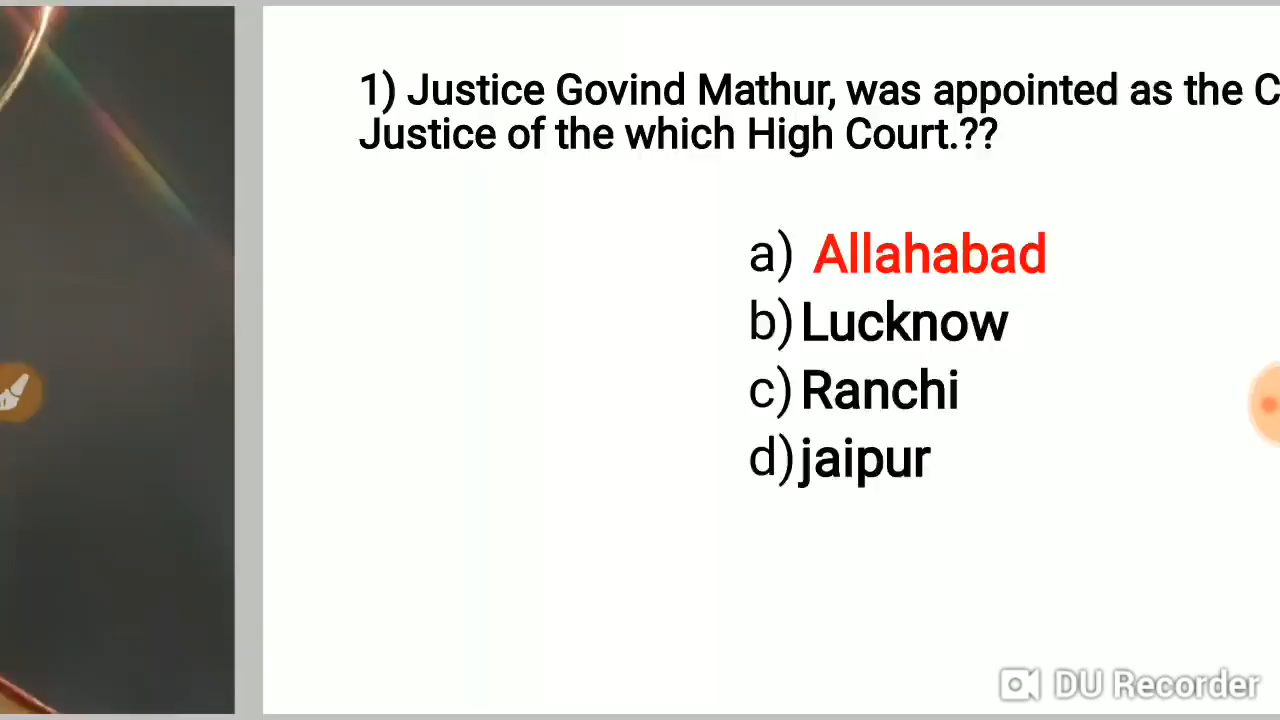 1) Justice Govind Mathur, was appointed as the C
Justice of the which High Court.??
a) Allahabad
b) Lucknow
c) Ranchi
d) jaipur
DU Recorder